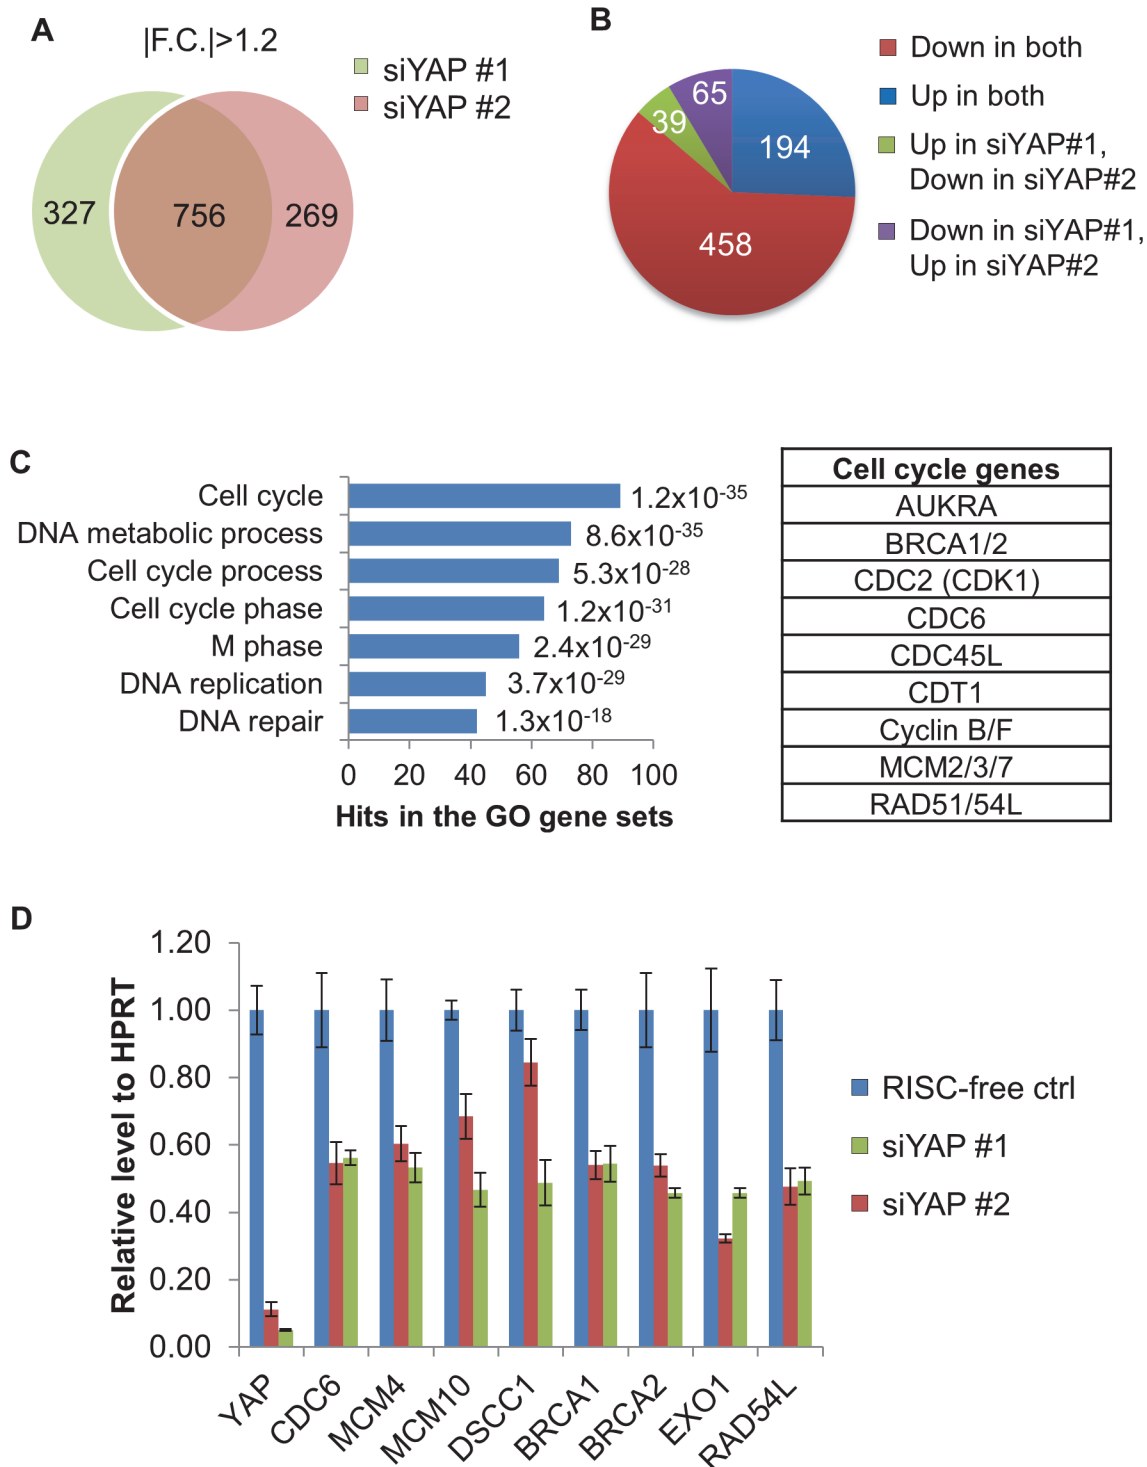 A
|F.C.|>1.2
siYAP #1
siYAP #2
327
756
269
B
65
39
194
458
Down in both
Up in both
Up in siYAP#1,
Down in siYAP#2
Down in siYAP#1,
Up in siYAP#2
C
Cell cycle 1.2x10-35
DNA metabolic process 8.6x10-35
Cell cycle process 5.3x10-28
Cell cycle phase 1.2x10-31
M phase 2.4x10-29
DNA replication 3.7x10-29
DNA repair 1.3x10-18
0 20 40 60 80 100
Hits in the GO gene sets
Cell cycle genes
AUKRA
BRCA1/2
CDC2 (CDK1)
CDC6
CDC45L
CDT1
Cyclin B/F
MCM2/3/7
RAD51/54L
D
Relative level to HPRT
1.20
1.00
0.80
0.60
0.40
0.20
0.00
YAP
CDC6
MCM4
MCM10
DSCC1
BRCA1
BRCA2
EXO1
RAD54L
RISC-free ctrl
siYAP #1
siYAP #2